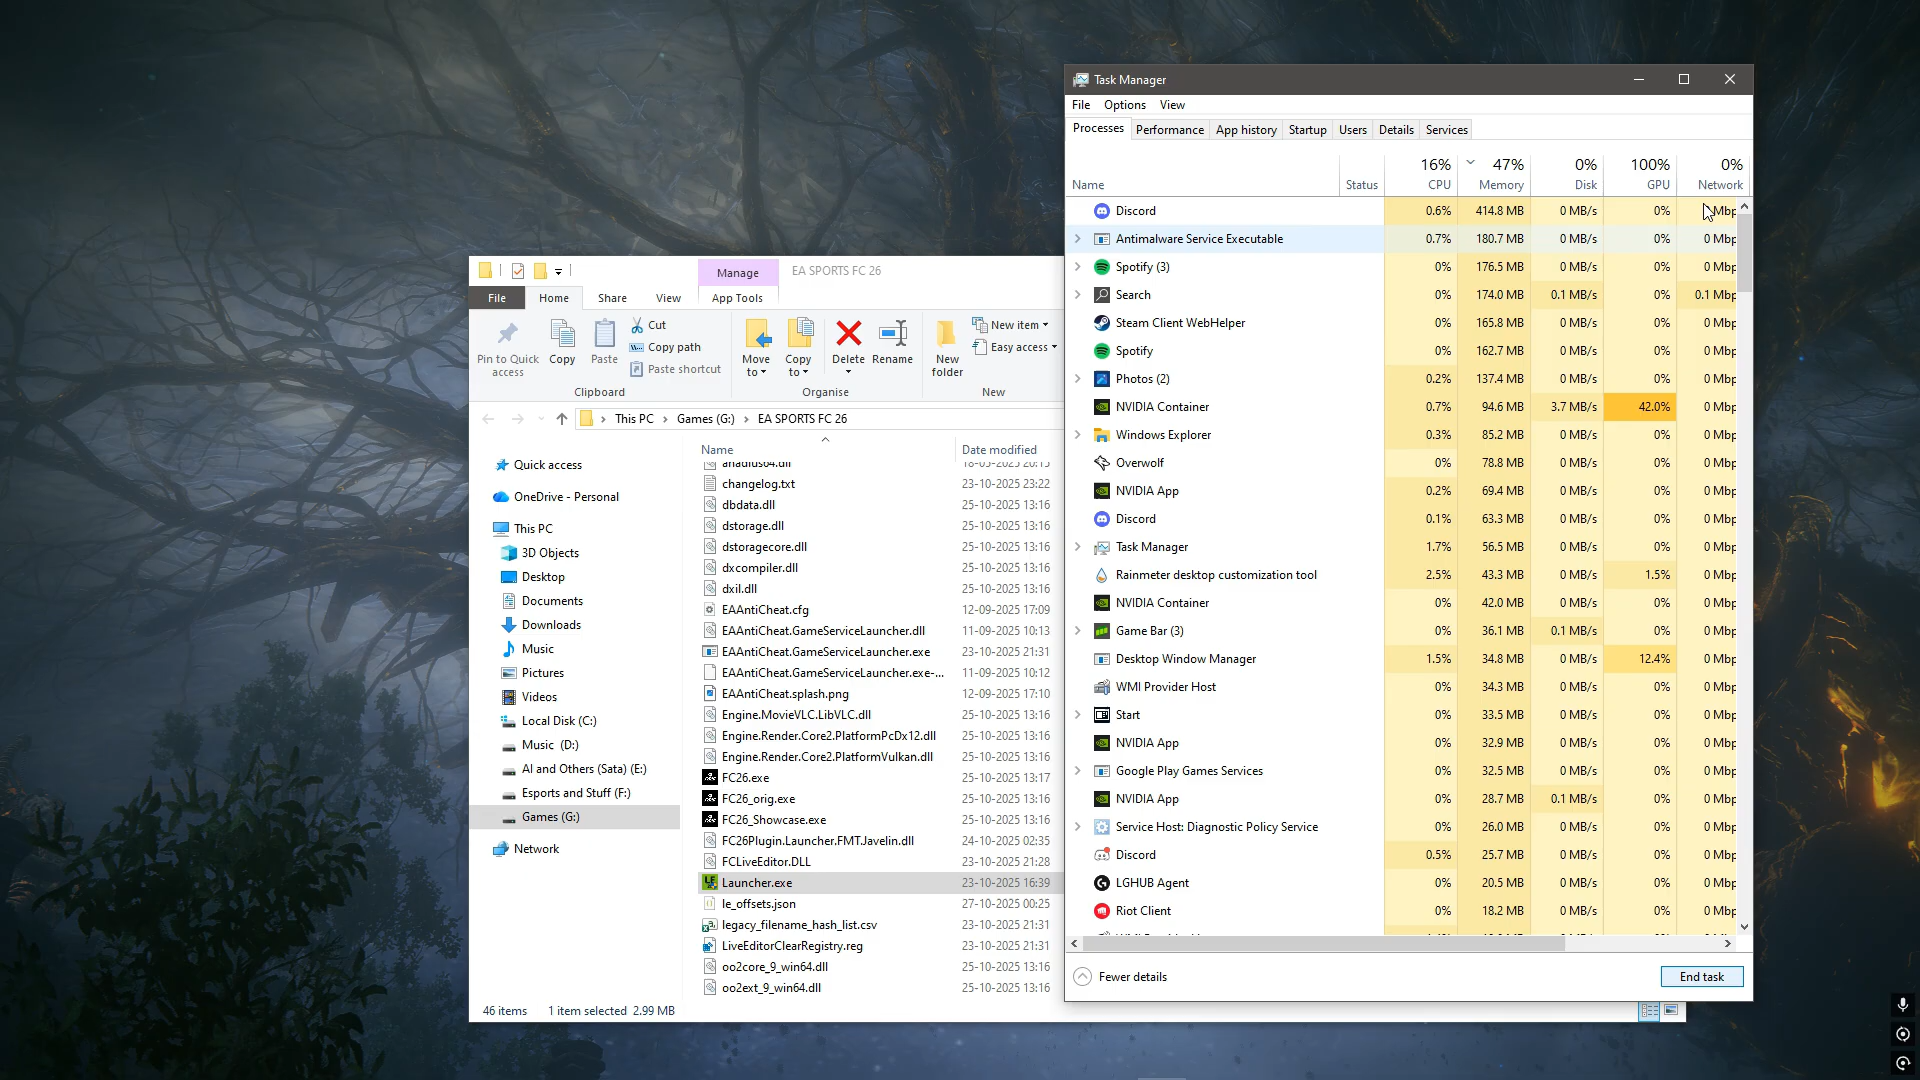 Manage
EA SPORTS FC 26
File
Home
Share
View
App Tools
Pin to Quick access
Copy
Paste
Cut
Copy path
Paste shortcut
Move to
Copy to
Delete
Rename
New folder
New item
Easy access
Clipboard
Organise
New
This PC > Games (G:) > EA SPORTS FC 26
Quick access
OneDrive - Personal
This PC
3D Objects
Desktop
Documents
Downloads
Music
Pictures
Videos
Local Disk (C:)
Music (D:)
AI and Others (Sata) (E:)
Esports and Stuff (F:)
Games (G:)
Network
Name Date modified
changelog.txt 23-10-2025 23:22
dbdata.dll 25-10-2025 13:16
dstorage.dll 25-10-2025 13:16
dstoragecore.dll 25-10-2025 13:16
dxcompiler.dll 25-10-2025 13:16
dxil.dll 25-10-2025 13:16
EAAntiCheat.cfg 12-09-2025 17:09
EAAntiCheat.GameServiceLauncher.dll 11-09-2025 10:13
EAAntiCheat.GameServiceLauncher.exe 23-10-2025 21:31
EAAntiCheat.GameServiceLauncher.exe-... 11-09-2025 10:12
EAAntiCheat.splash.png 12-09-2025 17:10
Engine.MovieVLC.LibVLC.dll 25-10-2025 13:16
Engine.Render.Core2.PlatformPcDx12.dll 25-10-2025 13:16
Engine.Render.Core2.PlatformVulkan.dll 25-10-2025 13:16
FC26.exe 25-10-2025 13:17
FC26_orig.exe 25-10-2025 13:16
FC26_Showcase.exe 25-10-2025 13:16
FC26Plugin.Launcher.FMT.Javelin.dll 24-10-2025 02:35
FCLiveEditor.DLL 23-10-2025 21:28
Launcher.exe 23-10-2025 16:39
le_offsets.json 27-10-2025 00:25
legacy_filename_hash_list.csv 23-10-2025 21:31
LiveEditorClearRegistry.reg 23-10-2025 21:31
oo2core_9_win64.dll 25-10-2025 13:16
oo2ext_9_win64.dll 25-10-2025 13:16
46 items 1 item selected 2.99 MB
Task Manager
File Options View
Processes Performance App history Startup Users Details Services
16% 47% 0% 100% 0%
Name Status CPU Memory Disk GPU Network
Discord 0.6% 414.8 MB 0 MB/s 0% Mbp
Antimalware Service Executable 0.7% 180.7 MB 0 MB/s 0% 0 Mbp
Spotify (3) 0% 176.5 MB 0 MB/s 0% 0 Mbp
Search 0% 174.0 MB 0.1 MB/s 0% 0.1 Mbp
Steam Client WebHelper 0% 165.8 MB 0 MB/s 0% 0 Mbp
Spotify 0% 162.7 MB 0 MB/s 0% 0 Mbp
Photos (2) 0.2% 137.4 MB 0 MB/s 0% 0 Mbp
NVIDIA Container 0.7% 94.6 MB 3.7 MB/s 42.0% 0 Mbp
Windows Explorer 0.3% 85.2 MB 0 MB/s 0% 0 Mbp
Overwolf 0% 78.8 MB 0 MB/s 0% 0 Mbp
NVIDIA App 0.2% 69.4 MB 0 MB/s 0% 0 Mbp
Discord 0.1% 63.3 MB 0 MB/s 0% 0 Mbp
Task Manager 1.7% 56.5 MB 0 MB/s 0% 0 Mbp
Rainmeter desktop customization tool 2.5% 43.3 MB 0 MB/s 1.5% 0 Mbp
NVIDIA Container 0% 42.0 MB 0 MB/s 0% 0 Mbp
Game Bar (3) 0% 36.1 MB 0.1 MB/s 0% 0 Mbp
Desktop Window Manager 1.5% 34.8 MB 0 MB/s 12.4% 0 Mbp
WMI Provider Host 0% 34.3 MB 0 MB/s 0% 0 Mbp
Start 0% 33.5 MB 0 MB/s 0% 0 Mbp
NVIDIA App 0% 32.9 MB 0 MB/s 0% 0 Mbp
Google Play Games Services 0% 32.5 MB 0 MB/s 0% 0 Mbp
NVIDIA App 0% 28.7 MB 0.1 MB/s 0% 0 Mbp
Service Host: Diagnostic Policy Service 0% 26.0 MB 0 MB/s 0% 0 Mbp
Discord 0.5% 25.7 MB 0 MB/s 0% 0 Mbp
LGHUB Agent 0% 20.5 MB 0 MB/s 0% 0 Mbp
Riot Client 0% 18.2 MB 0 MB/s 0% 0 Mbp
Fewer details
End task